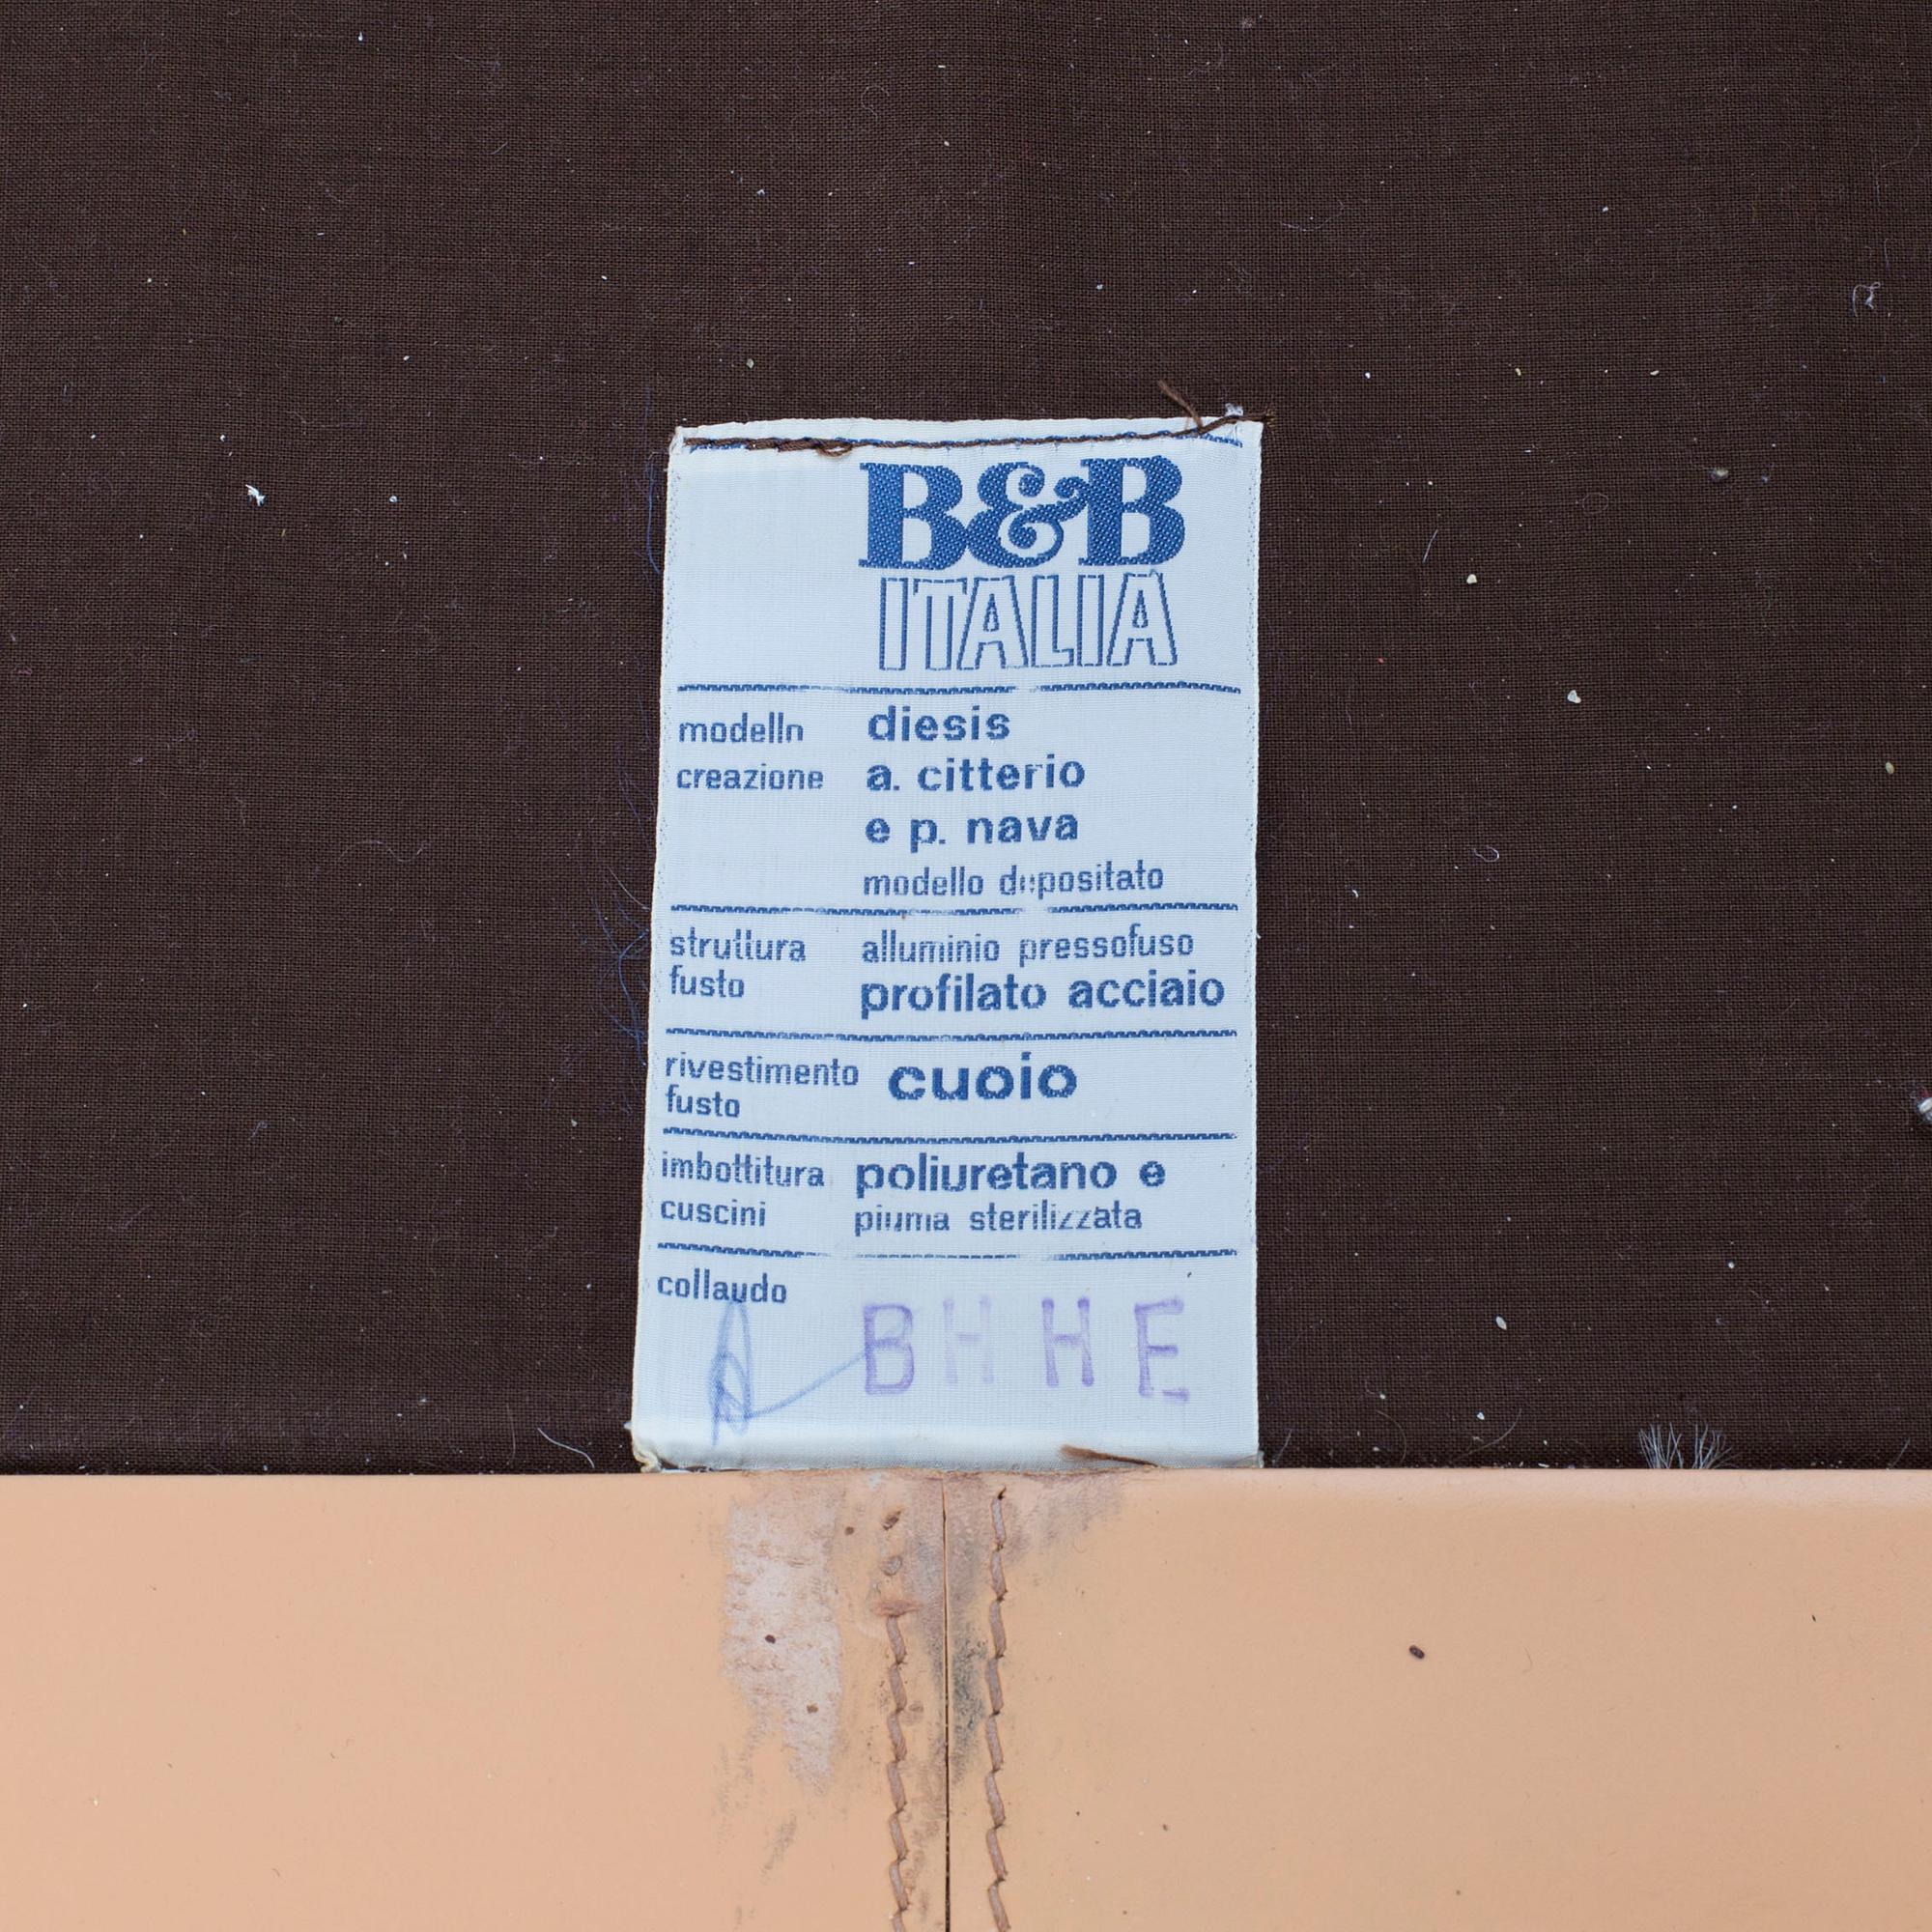 B&B
ITALIA
modello diesis
creazione a. citterio
e p. nava
modello depositato
struttura alluminio pressofuso
fusto profilato acciaio
rivestimento cuoio
fusto
imbottitura poliuretano e
cuscini piuma sterilizzata
collaudo
B H H E